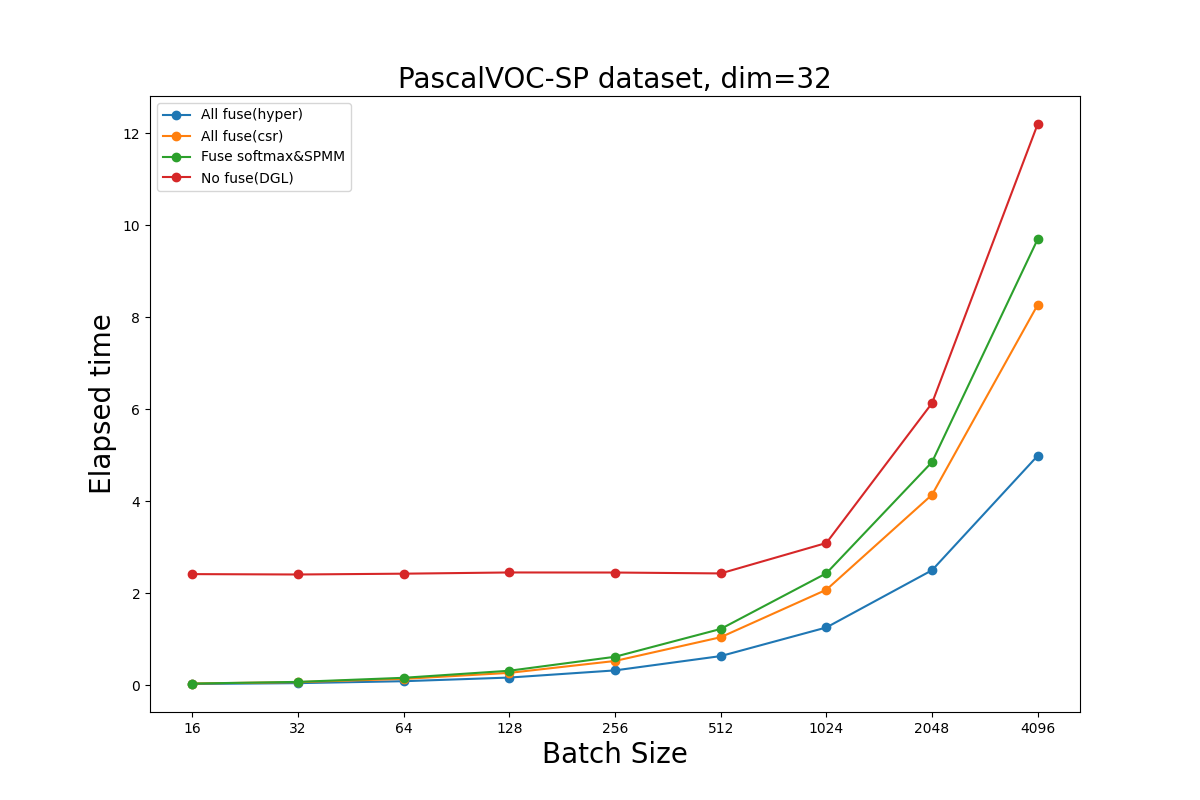 PascalVOC-SP dataset, dim=32
All fuse(hyper)
All fuse(csr)
Fuse softmax&SPMM
No fuse(DGL)
Elapsed time
12
10
8
6
4
2
0
16 32 64 128 256 512 1024 2048 4096
Batch Size